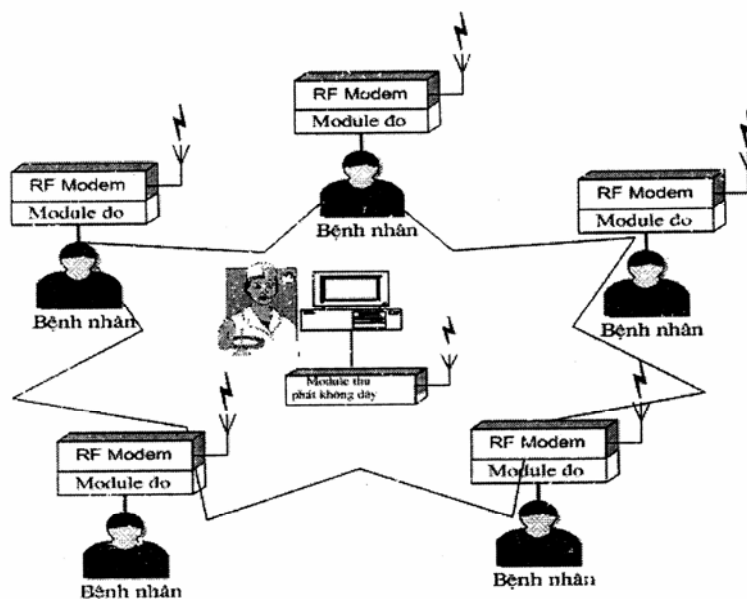 RF Modem
Module đo
Bệnh nhân
RF Modem
Module đo
Bệnh nhân
RF Modem
Module đo
Bệnh nhân
Module thu
phát không dây
RF Modem
Module đo
Bệnh nhân
RF Modem
Module đo
Bệnh nhân